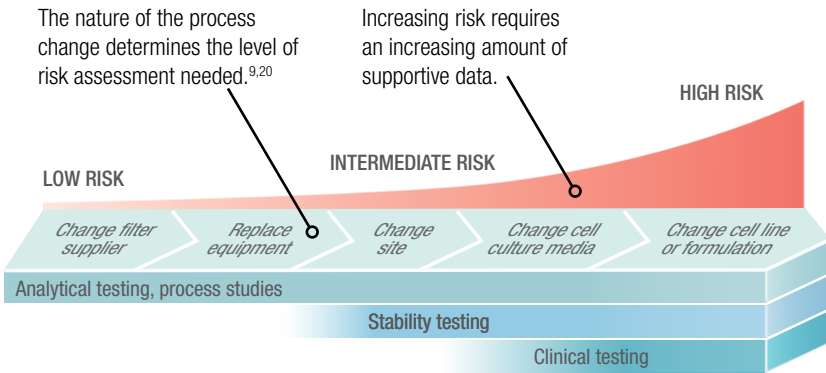 The nature of the process
change determines the level of
risk assessment needed.9,20
Increasing risk requires
an increasing amount of
supportive data.
HIGH RISK
INTERMEDIATE RISK
LOW RISK
Change filter
supplier
Replace
equipment
Change
site
Change cell
culture media
Change cell line
or formulation
Analytical testing, process studies
Stability testing
Clinical testing